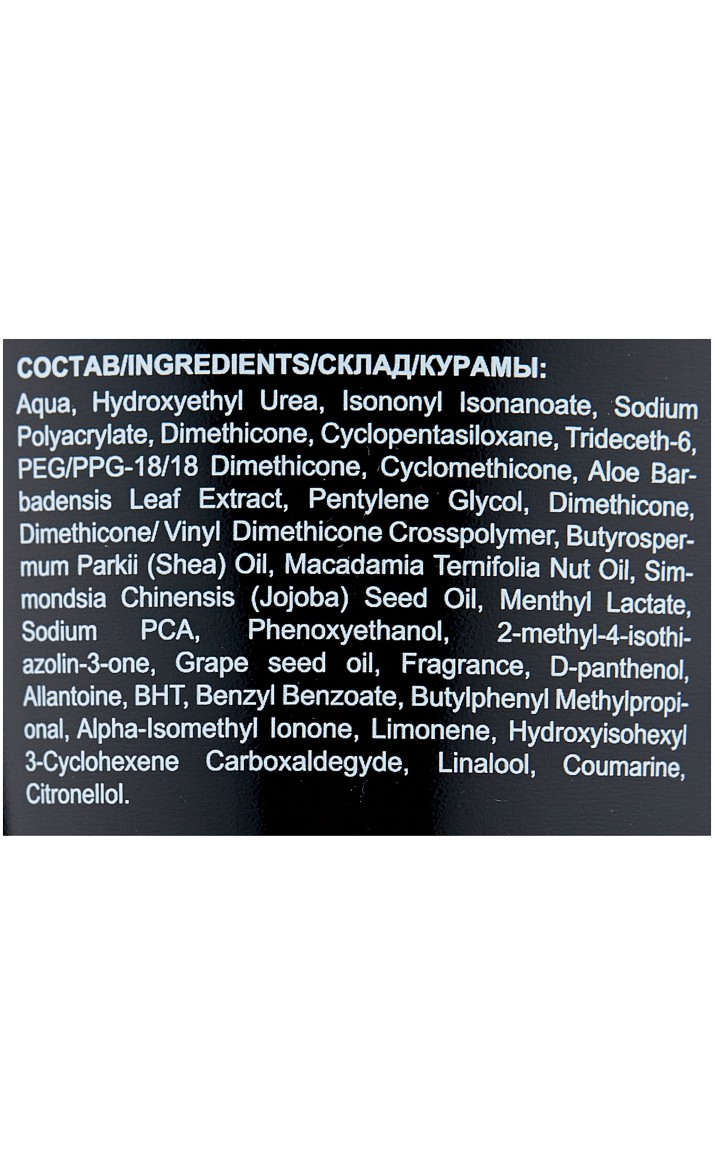 СОСТАВ/INGREDIENTS/СКЛАД/КУРАМЫ:
Aqua, Hydroxyethyl Urea, Isononyl Isonanoate, Sodium
Polyacrylate, Dimethicone, Cyclopentasiloxane, Trideceth-6,
PEG/PPG-18/18 Dimethicone, Cyclomethicone, Aloe Bar-
badensis Leaf Extract, Pentylene Glycol, Dimethicone,
Dimethicone/ Vinyl Dimethicone Crosspolymer, Butyrosper-
mum Parkii (Shea) Oil, Macadamia Ternifolia Nut Oil, Sim-
mondsia Chinensis (Jojoba) Seed Oil, Menthyl Lactate,
Sodium PCA, Phenoxyethanol, 2-methyl-4-isothi-
azolin-3-one, Grape seed oil, Fragrance, D-panthenol,
Allantoine, BHT, Benzyl Benzoate, Butylphenyl Methylpropi-
onal, Alpha-Isomethyl Ionone, Limonene, Hydroxyisohexyl
3-Cyclohexene Carboxaldegyde, Linalool, Coumarine,
Citronellol.